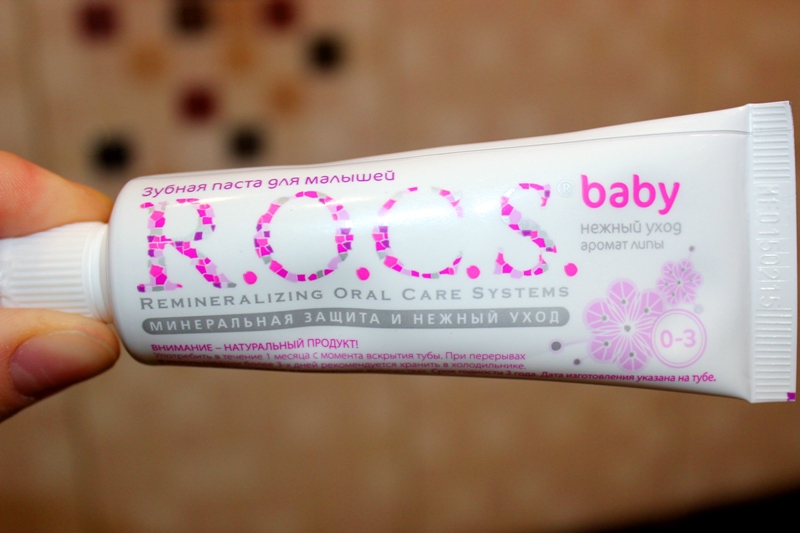 Зубная паста для малышей
R.O.C.S.® baby
нежный уход
аромат липы
Remineralizing Oral Care Systems
МИНЕРАЛЬНАЯ ЗАЩИТА И НЕЖНЫЙ УХОД
0-3
ВНИМАНИЕ – НАТУРАЛЬНЫЙ ПРОДУКТ!
Употребить в течение 1 месяца с момента вскрытия тубы. При перерывах
дней рекомендуется хранить в холодильнике.
Дата изготовления указана на тубе.